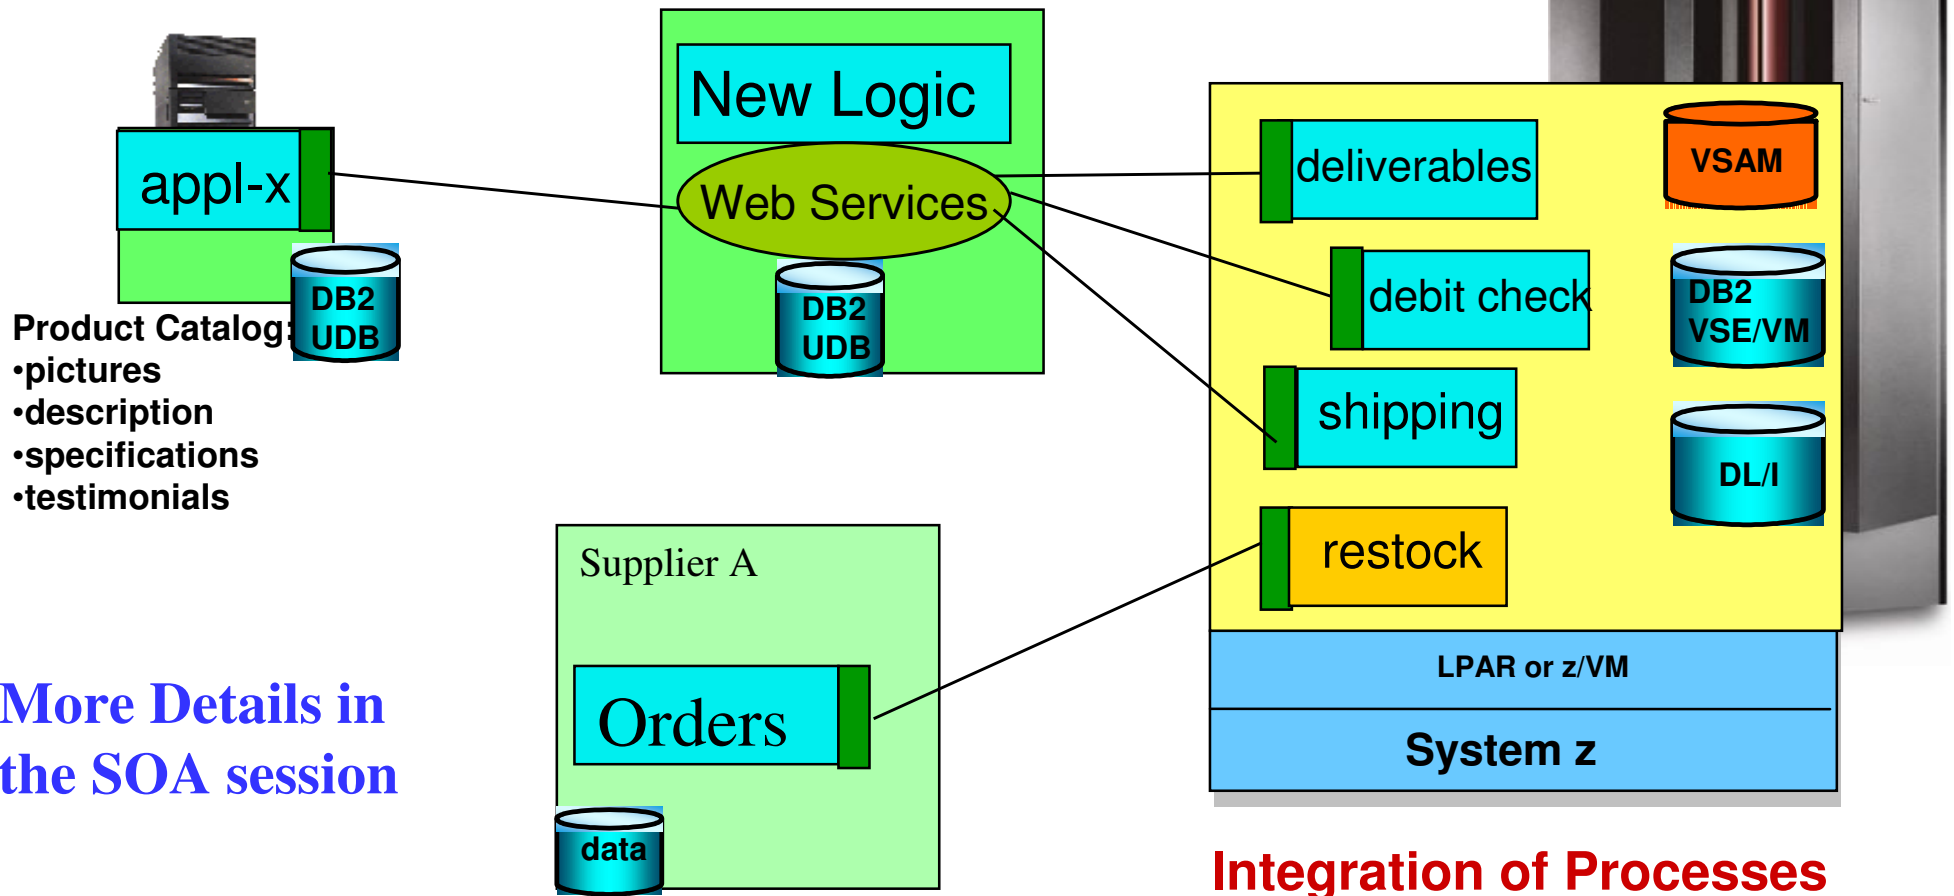 New Logic
Web Services
DB2
UDB
appl-x
DB2
UDB
Product Catalog:
•pictures
•description
•specifications
•testimonials
deliverables
debit check
shipping
restock
VSAM
DB2
VSE/VM
DL/I
LPAR or z/VM
System z
Supplier A
Orders
data
More Details in
the SOA session
Integration of Processes